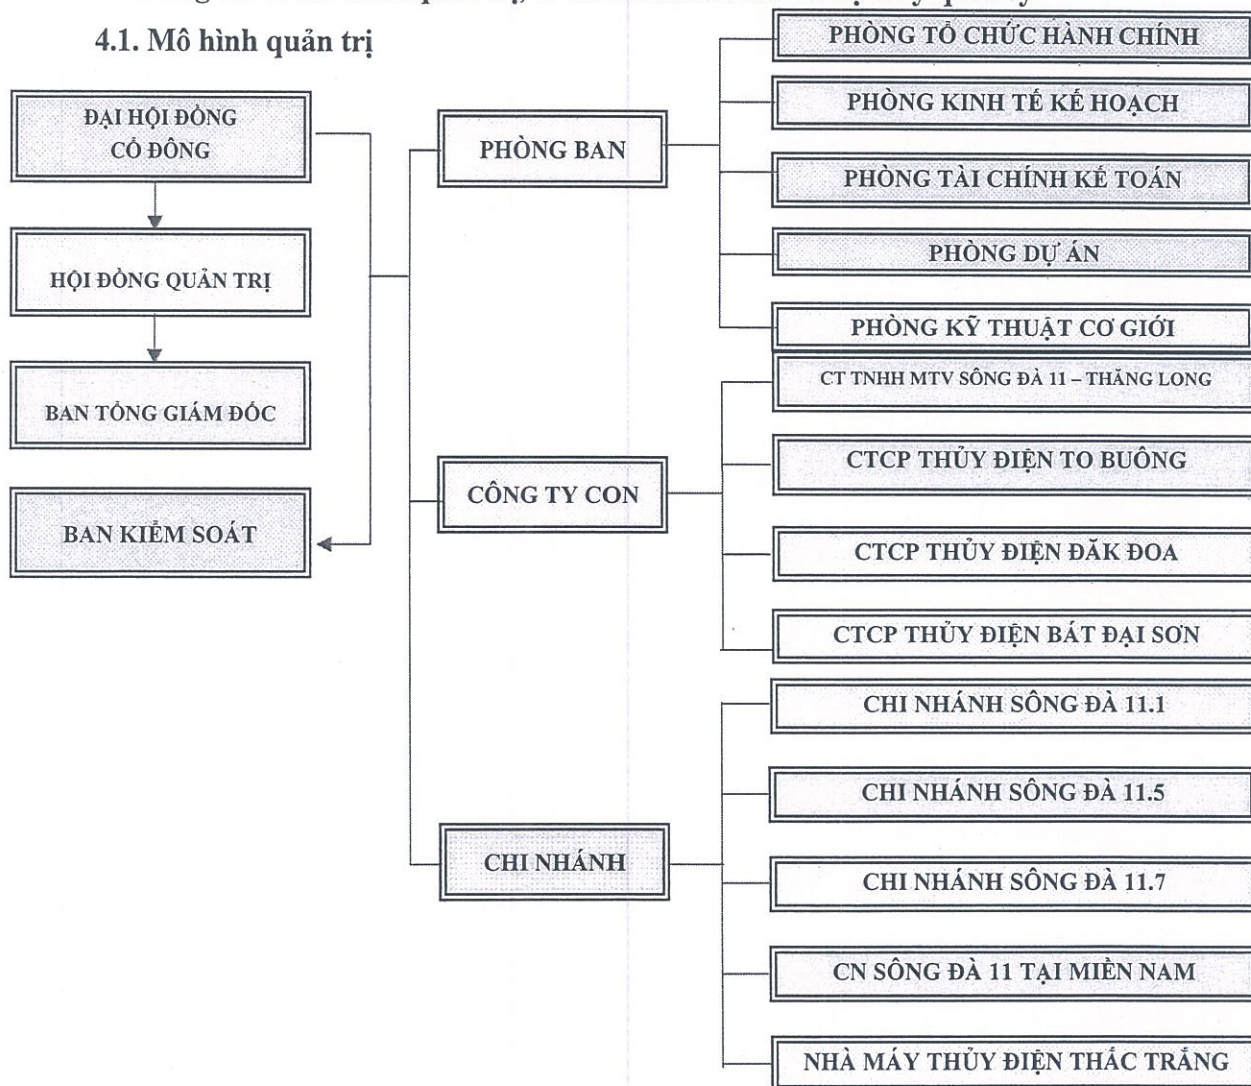 4.1. Mô hình quản trị
ĐẠI HỘI ĐỒNG
CỔ ĐÔNG
HỘI ĐỒNG QUẢN TRỊ
BAN TỔNG GIÁM ĐỐC
BAN KIỂM SOÁT
PHÒNG BAN
CÔNG TY CON
CHI NHÁNH
PHÒNG TỔ CHỨC HÀNH CHÍNH
PHÒNG KINH TẾ KẾ HOẠCH
PHÒNG TÀI CHÍNH KẾ TOÁN
PHÒNG DỰ ÁN
PHÒNG KỸ THUẬT CƠ GIỚI
CT TNHH MTV SÔNG ĐÀ 11 – THĂNG LONG
CTCP THỦY ĐIỆN TO BUÔNG
CTCP THỦY ĐIỆN ĐĂK ĐOA
CTCP THỦY ĐIỆN BÁT ĐẠI SƠN
CHI NHÁNH SÔNG ĐÀ 11.1
CHI NHÁNH SÔNG ĐÀ 11.5
CHI NHÁNH SÔNG ĐÀ 11.7
CN SÔNG ĐÀ 11 TẠI MIỀN NAM
NHÀ MÁY THỦY ĐIỆN THÁC TRẮNG